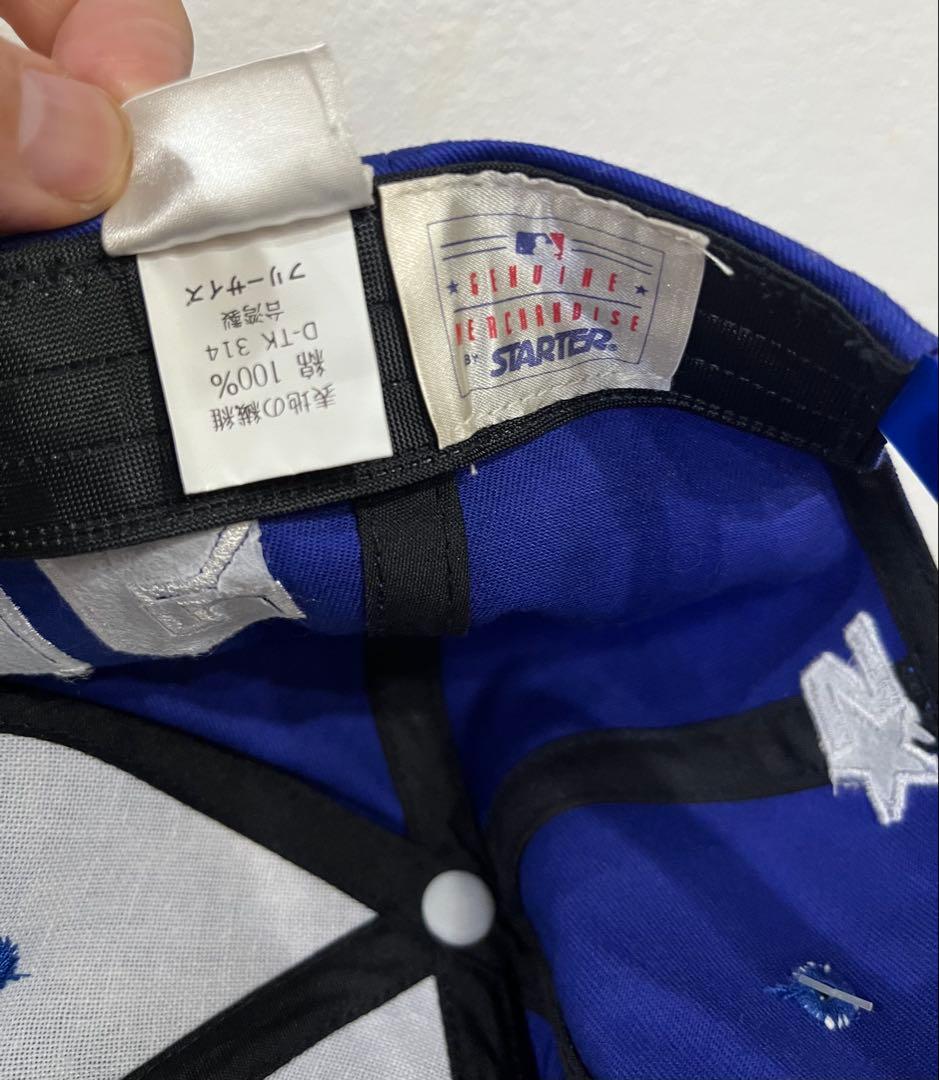 表地の繊維
綿 100%
D-TK 314
台湾製
フリーサイズ
GENUINE
MERCHANDISE
BY STARTER®